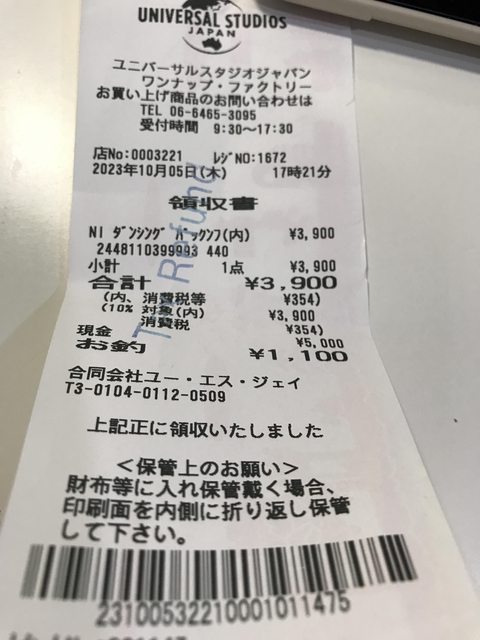 UNIVERSAL STUDIOS
JAPAN
ユニバーサルスタジオジャパン
ワンナップ・ファクトリー
お買い上げ商品のお問い合わせは
TEL 06-6465-3095
受付時間 9:30〜17:30
店No:0003221 レジNO:1672
2023年10月05日(木) 17時21分
領収書
NI ダンシング パックンフ(内) ¥3,900
2448110399993 440
小計 1点 ¥3,900
合計 ¥3,900
(内、消費税等 ¥354)
(10% 対象(内) ¥3,900
消費税 ¥354)
現金 ¥5,000
お釣 ¥1,100
合同会社ユー・エス・ジェイ
T3-0104-0112-0509
上記正に領収いたしました
<保管上のお願い>
財布等に入れ保管戴く場合、
印刷面を内側に折り返し保管
して下さい。
2310053221000101147​5
Tax Refund